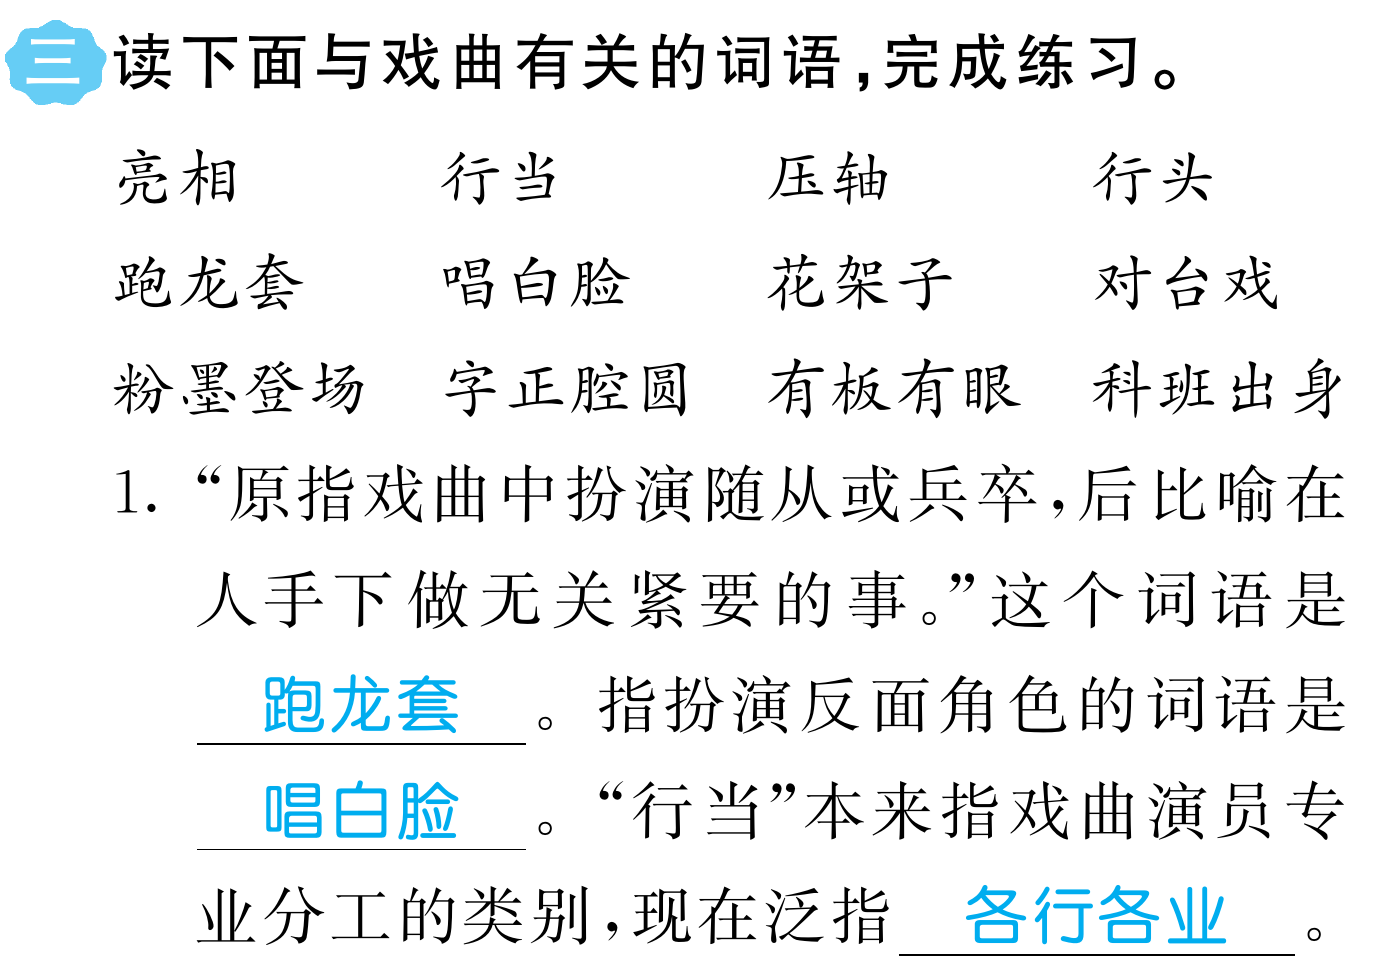 三 读下面与戏曲有关的词语,完成练习。
亮相 行当 压轴 行头
跑龙套 唱白脸 花架子 对台戏
粉墨登场 字正腔圆 有板有眼 科班出身
1. “原指戏曲中扮演随从或兵卒,后比喻在
人手下做无关紧要的事。”这个词语是
跑龙套。指扮演反面角色的词语是
唱白脸。“行当”本来指戏曲演员专
业分工的类别,现在泛指各行各业。